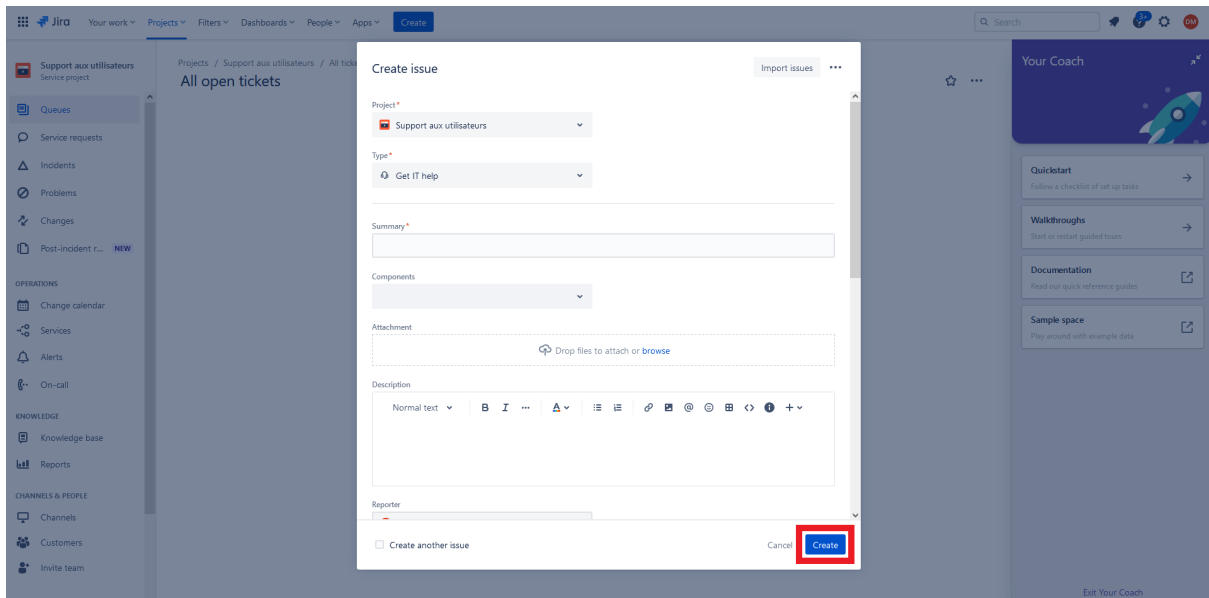 Jira Your work Projects Filters Dashboards People Apps Create Search 3+ DM
Support aux utilisateurs
Service project
Queues
Service requests
Incidents
Problems
Changes
Post-incident r... NEW
OPERATIONS
Change calendar
Services
Alerts
On-call
KNOWLEDGE
Knowledge base
Reports
CHANNELS & PEOPLE
Channels
Customers
Invite team
Projects / Support aux utilisateurs / All ticke
All open tickets
Create issue
Import issues
Project *
Support aux utilisateurs
Type *
Get IT help
Summary *
Components
Attachment
Drop files to attach or browse
Description
Normal text B I ... A
Reporter
Create another issue
Cancel Create
Your Coach
Quickstart
Follow a checklist of set up tasks
Walkthroughs
Start or restart guided tours
Documentation
Read our quick reference guides
Sample space
Play around with example data
Exit Your Coach